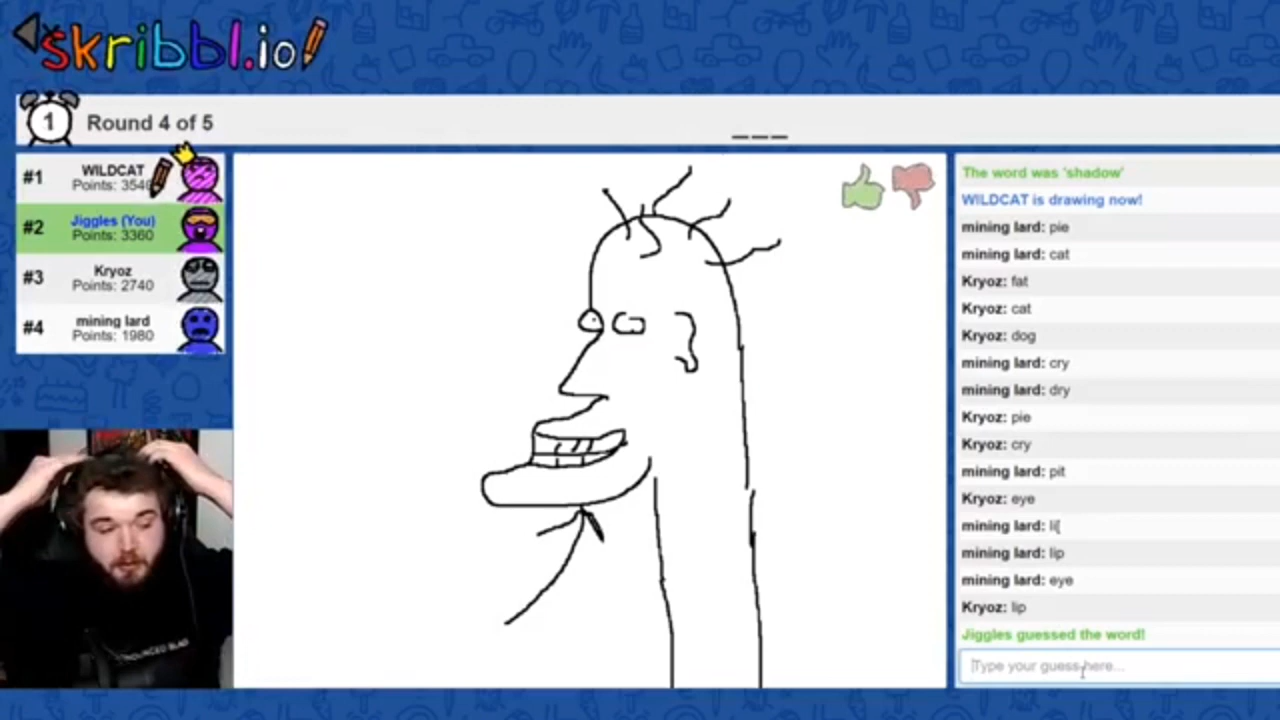 skribbl.io!
1
Round 4 of 5
_ _ _
#1
WILDCAT
Points: 3548
#2
Jiggles (You)
Points: 3360
#3
Kryoz
Points: 2740
#4
mining lard
Points: 1980
The word was 'shadow'
WILDCAT is drawing now!
mining lard: pie
mining lard: cat
Kryoz: fat
Kryoz: cat
Kryoz: dog
mining lard: cry
mining lard: dry
Kryoz: pie
Kryoz: cry
mining lard: pit
Kryoz: eye
mining lard: li[
mining lard: lip
mining lard: eye
Kryoz: lip
Jiggles guessed the word!
Type your guess here...